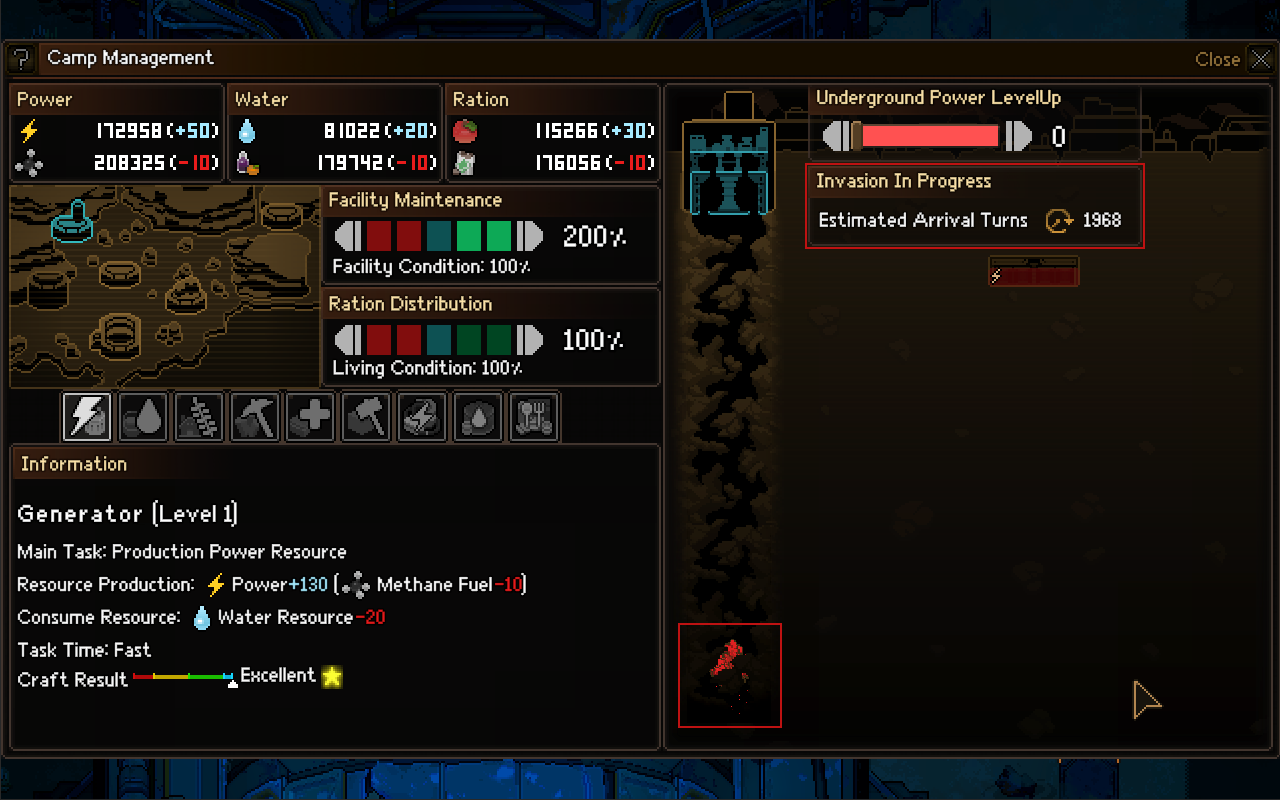 ?
Camp Management
Close
Power
172958(+50)
208325(-10)
Water
81022(+20)
179742(-10)
Ration
115266(+30)
176056(-10)
Facility Maintenance
200%
Facility Condition: 100%
Ration Distribution
100%
Living Condition: 100%
Information
Generator (Level 1)
Main Task: Production Power Resource
Resource Production: Power+130 ( Methane Fuel-10)
Consume Resource: Water Resource-20
Task Time: Fast
Craft Result Excellent
Underground Power LevelUp
0
Invasion In Progress
Estimated Arrival Turns 1968